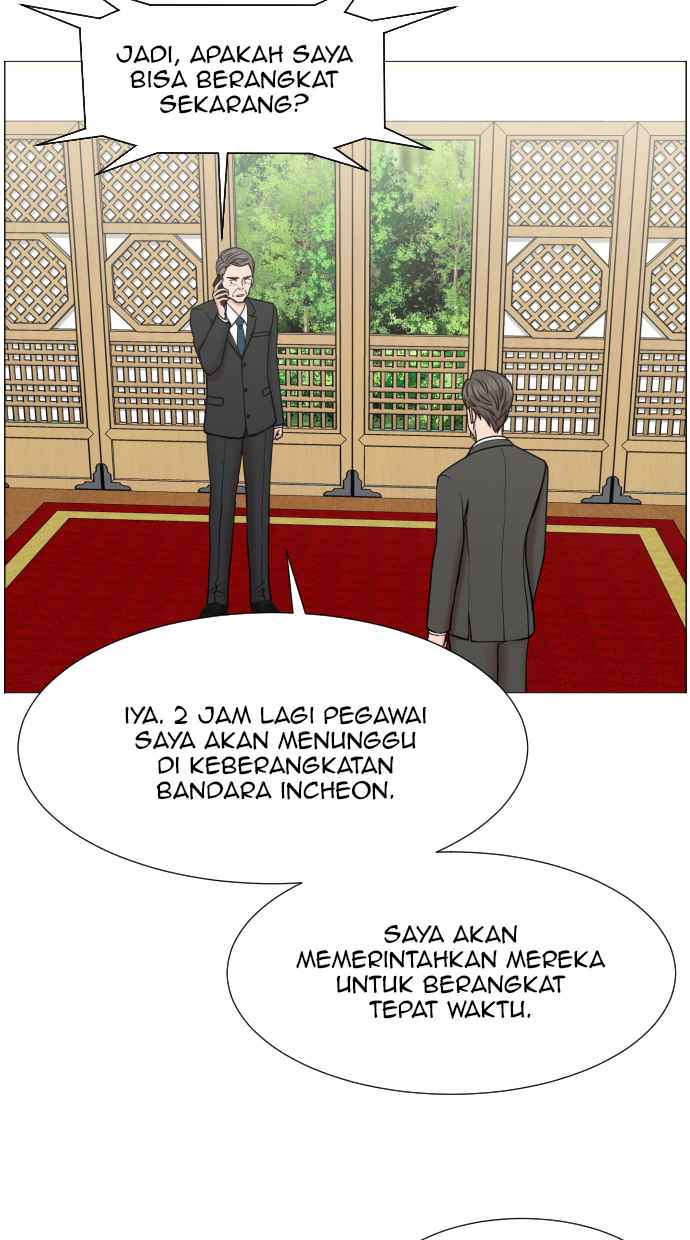 JADI, APAKAH SAYA
BISA BERANGKAT
SEKARANG?
IYA. 2 JAM LAGI PEGAWAI
SAYA AKAN MENUNGGU
DI KEBERANGKATAN
BANDARA INCHEON.
SAYA AKAN
MEMERINTAHKAN MEREKA
UNTUK BERANGKAT
TEPAT WAKTU.